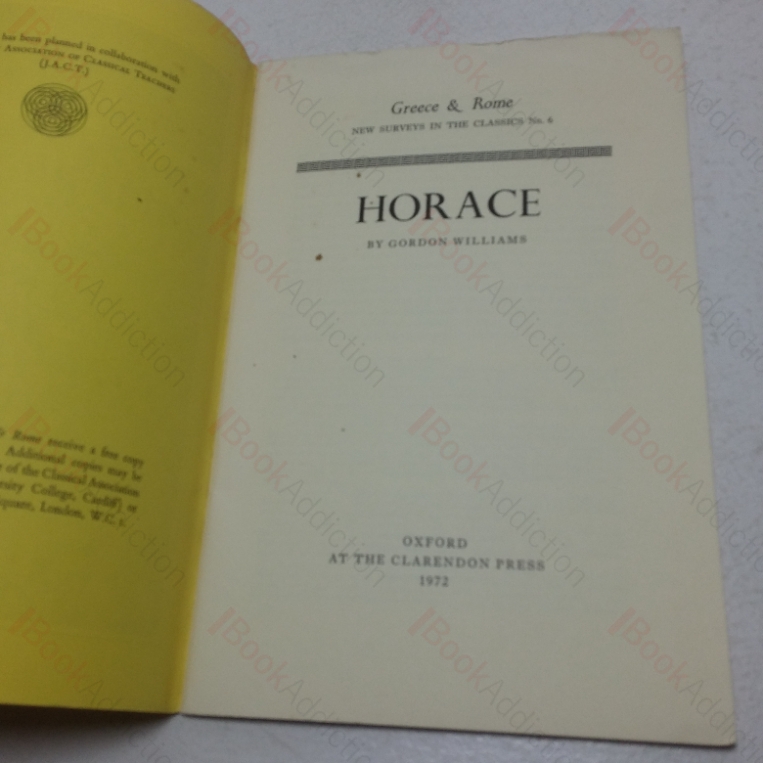 has been planned in collaboration with
ASSOCIATION OF CLASSICAL TEACHERS
(J.A.C.T.)
Rome receive a free copy
Additional copies may be
of the Classical Association
College, Cardiff) or
Square, London, W.C. 1.
Greece & Rome
NEW SURVEYS IN THE CLASSICS No. 6
HORACE
BY GORDON WILLIAMS
OXFORD
AT THE CLARENDON PRESS
1972
BookAddiction